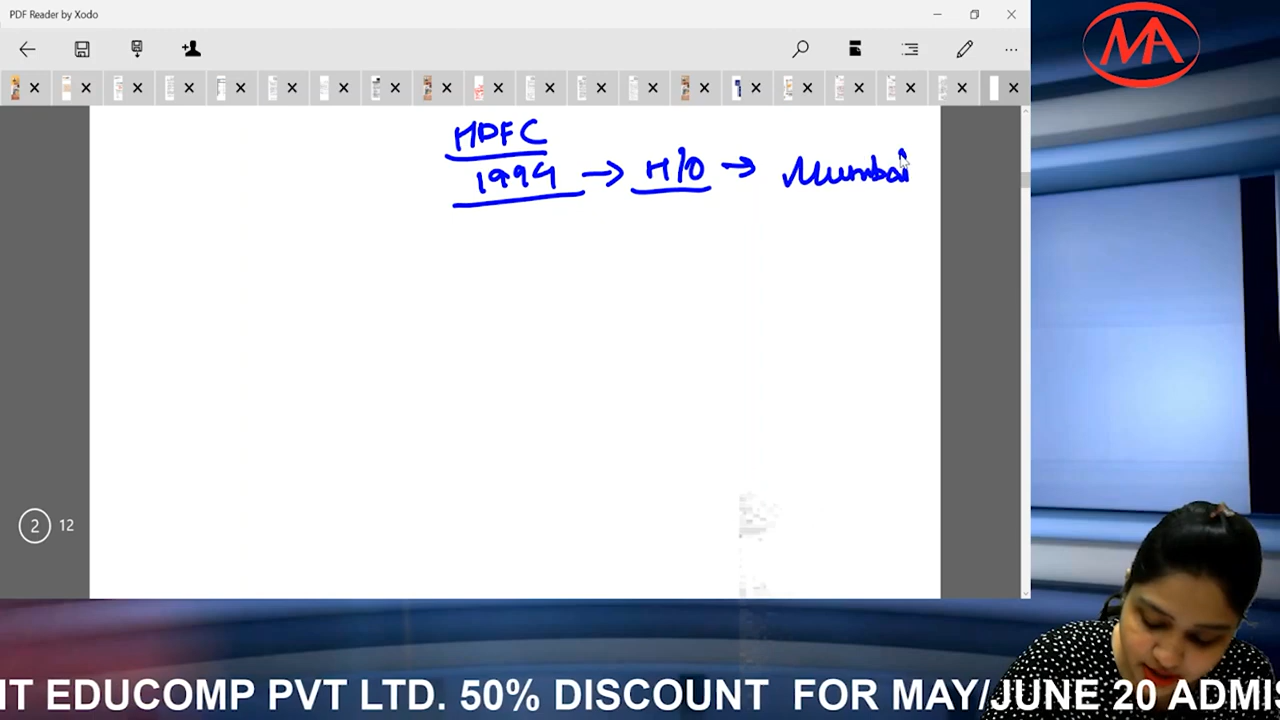 PDF Reader by Xodo
MA
HDFC
1994 → H/O → Mumbai
2 12
IT EDUCOMP PVT LTD. 50% DISCOUNT FOR MAY/JUNE 20 ADMIS